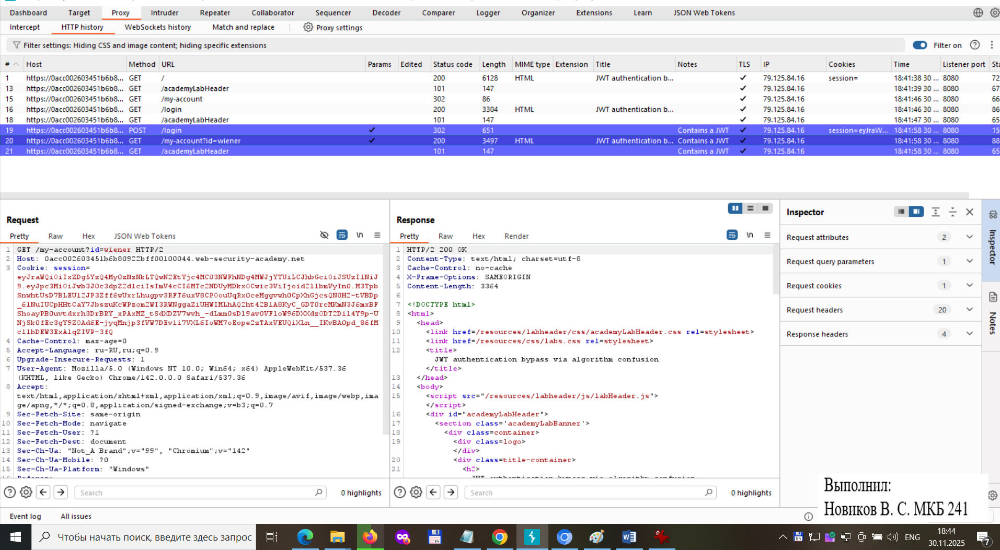 Dashboard Target Proxy Intruder Repeater Collaborator Sequencer Decoder Comparer Logger Organizer Extensions Learn JSON Web Tokens
Intercept HTTP history WebSockets history Match and replace Proxy settings
Filter settings: Hiding CSS and image content; hiding specific extensions Filter on
# Host Method URL Params Edited Status code Length MIME type Extension Title Notes TLS IP Cookies Time Listener port Sta
1 https://0acc002603451b6b8... GET / 200 6128 HTML JWT authentication b... ✓ 79.125.84.16 session= 18:41:38 30 ... 8080 72
13 https://0acc002603451b6b8... GET /academyLabHeader 101 147 ✓ 79.125.84.16 18:41:39 30 ... 8080 67
15 https://0acc002603451b6b8... GET /my-account 302 86 ✓ 79.125.84.16 18:41:46 30 ... 8080 66
16 https://0acc002603451b6b8... GET /login 200 3304 HTML JWT authentication b... ✓ 79.125.84.16 18:41:46 30 ... 8080 86
18 https://0acc002603451b6b8... GET /academyLabHeader 101 147 ✓ 79.125.84.16 18:41:47 30 ... 8080 65
19 https://0acc002603451b6b8... POST /login ✓ 302 651 Contains a JWT ✓ 79.125.84.16 session=eyJraW... 18:41:58 30 ... 8080 15
20 https://0acc002603451b6b8... GET /my-account?id=wiener ✓ 200 3497 HTML JWT authentication b... Contains a JWT ✓ 79.125.84.16 18:41:58 30 ... 8080 88
21 https://0acc002603451b6b8... GET /academyLabHeader 101 147 Contains a JWT ✓ 79.125.84.16 18:41:58 30 ... 8080 65
Request
Pretty Raw Hex JSON Web Tokens \n
1 GET /my-account?id=wiener HTTP/2
2 Host: 0acc002603451b6b80922bff00100044.web-security-academy.net
3 Cookie: session=
4 Cache-Control: max-age=0
5 Accept-Language: ru-RU,ru;q=0.9
6 Upgrade-Insecure-Requests: 1
7 User-Agent: Mozilla/5.0 (Windows NT 10.0; Win64; x64) AppleWebKit/537.36
(KHTML, like Gecko) Chrome/142.0.0.0 Safari/537.36
8 Accept:
text/html,application/xhtml+xml,application/xml;q=0.9,image/avif,image/webp,ima
ge/apng,*/*;q=0.8,application/signed-exchange;v=b3;q=0.7
9 Sec-Fetch-Site: same-origin
10 Sec-Fetch-Mode: navigate
11 Sec-Fetch-User: ?1
12 Sec-Fetch-Dest: document
13 Sec-Ch-Ua: "Not_A Brand";v="99", "Chromium";v="142"
14 Sec-Ch-Ua-Mobile: ?0
15 Sec-Ch-Ua-Platform: "Windows"
Search 0 highlights
Response
Pretty Raw Hex Render \n
1 HTTP/2 200 OK
2 Content-Type: text/html; charset=utf-8
3 Cache-Control: no-cache
4 X-Frame-Options: SAMEORIGIN
5 Content-Length: 3364
6
7 <!DOCTYPE html>
8 <html>
9 <head>
10 <link href=/resources/labheader/css/academyLabHeader.css rel=stylesheet>
11 <link href=/resources/css/labs.css rel=stylesheet>
12 <title>
JWT authentication bypass via algorithm confusion
</title>
13 </head>
14 <body>
15 <script src="/resources/labheader/js/labHeader.js">
</script>
16 <div id="academyLabHeader">
17 <section class='academyLabBanner'>
18 <div class=container>
19 <div class=logo>
</div>
20 <div class=title-container>
21 <h2>
JWT authentication bypass via algorithm confusion
Search 0 highlights
Inspector
Request attributes 2
Request query parameters 1
Request cookies 1
Request headers 20
Response headers 4
Inspector
Notes
Выполнил:
Новиков В. С. МКБ 241
Event log All issues
Чтобы начать поиск, введите здесь запрос
64
64
ENG
18:44
30.11.2025
7